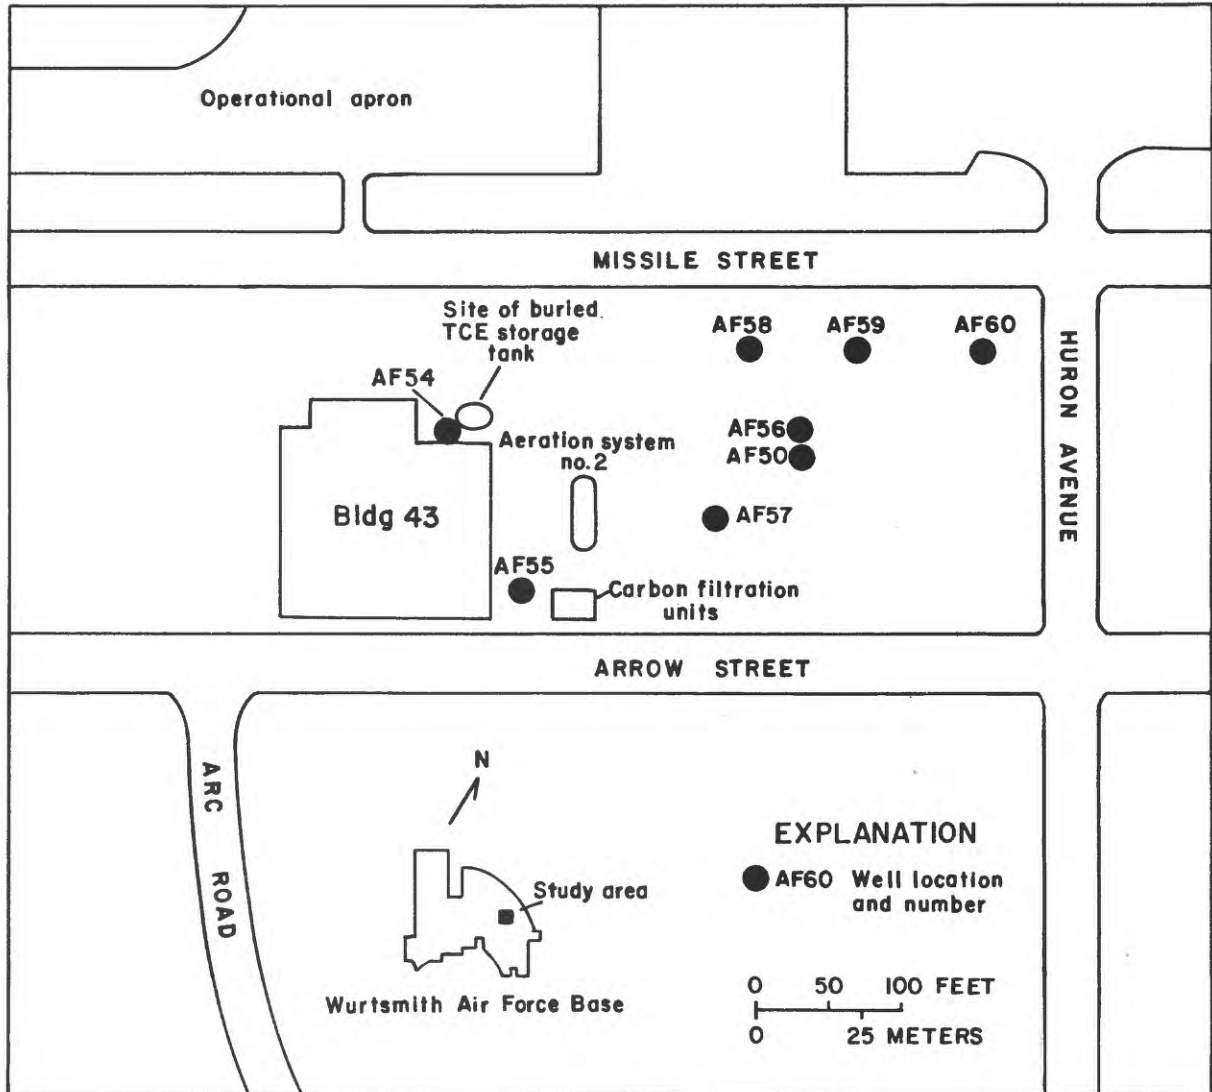 Operational apron
MISSILE STREET
Site of buried
TCE storage
tank
AF58
AF59
AF60
HURON AVENUE
AF54
AF56
Aeration system
no.2
AF50
Bldg 43
AF57
AF55
Carbon filtration
units
ARROW STREET
ARC ROAD
N
Study area
Wurtsmith Air Force Base
EXPLANATION
AF60 Well location
and number
0 50 100 FEET
0 25 METERS